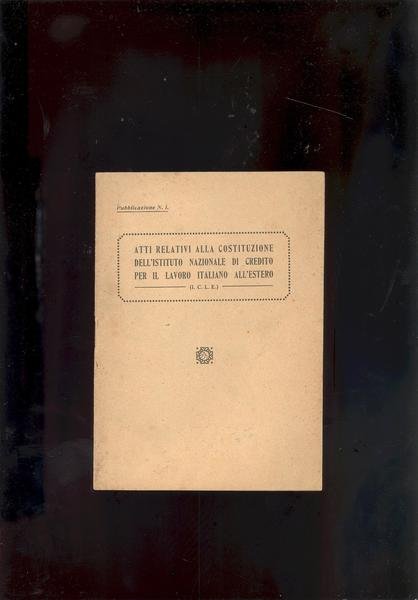 Pubblicazione N. 1.
ATTI RELATIVI ALLA COSTITUZIONE
DELL'ISTITUTO NAZIONALE DI CREDITO
PER IL LAVORO ITALIANO ALL'ESTERO
(I. C. L. E.)